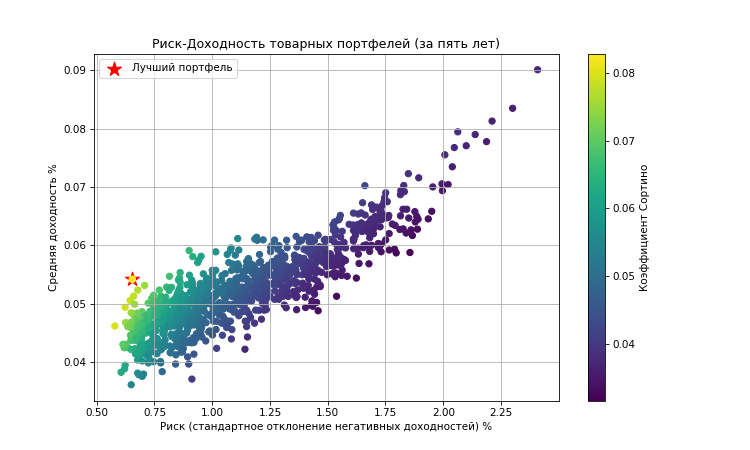 Риск-Доходность товарных портфелей (за пять лет)
Лучший портфель
Средняя доходность %
0.09
0.08
0.07
0.06
0.05
0.04
0.50 0.75 1.00 1.25 1.50 1.75 2.00 2.25
Риск (стандартное отклонение негативных доходностей) %
0.08
0.07
0.06
0.05
0.04
Коэффициент Сортино